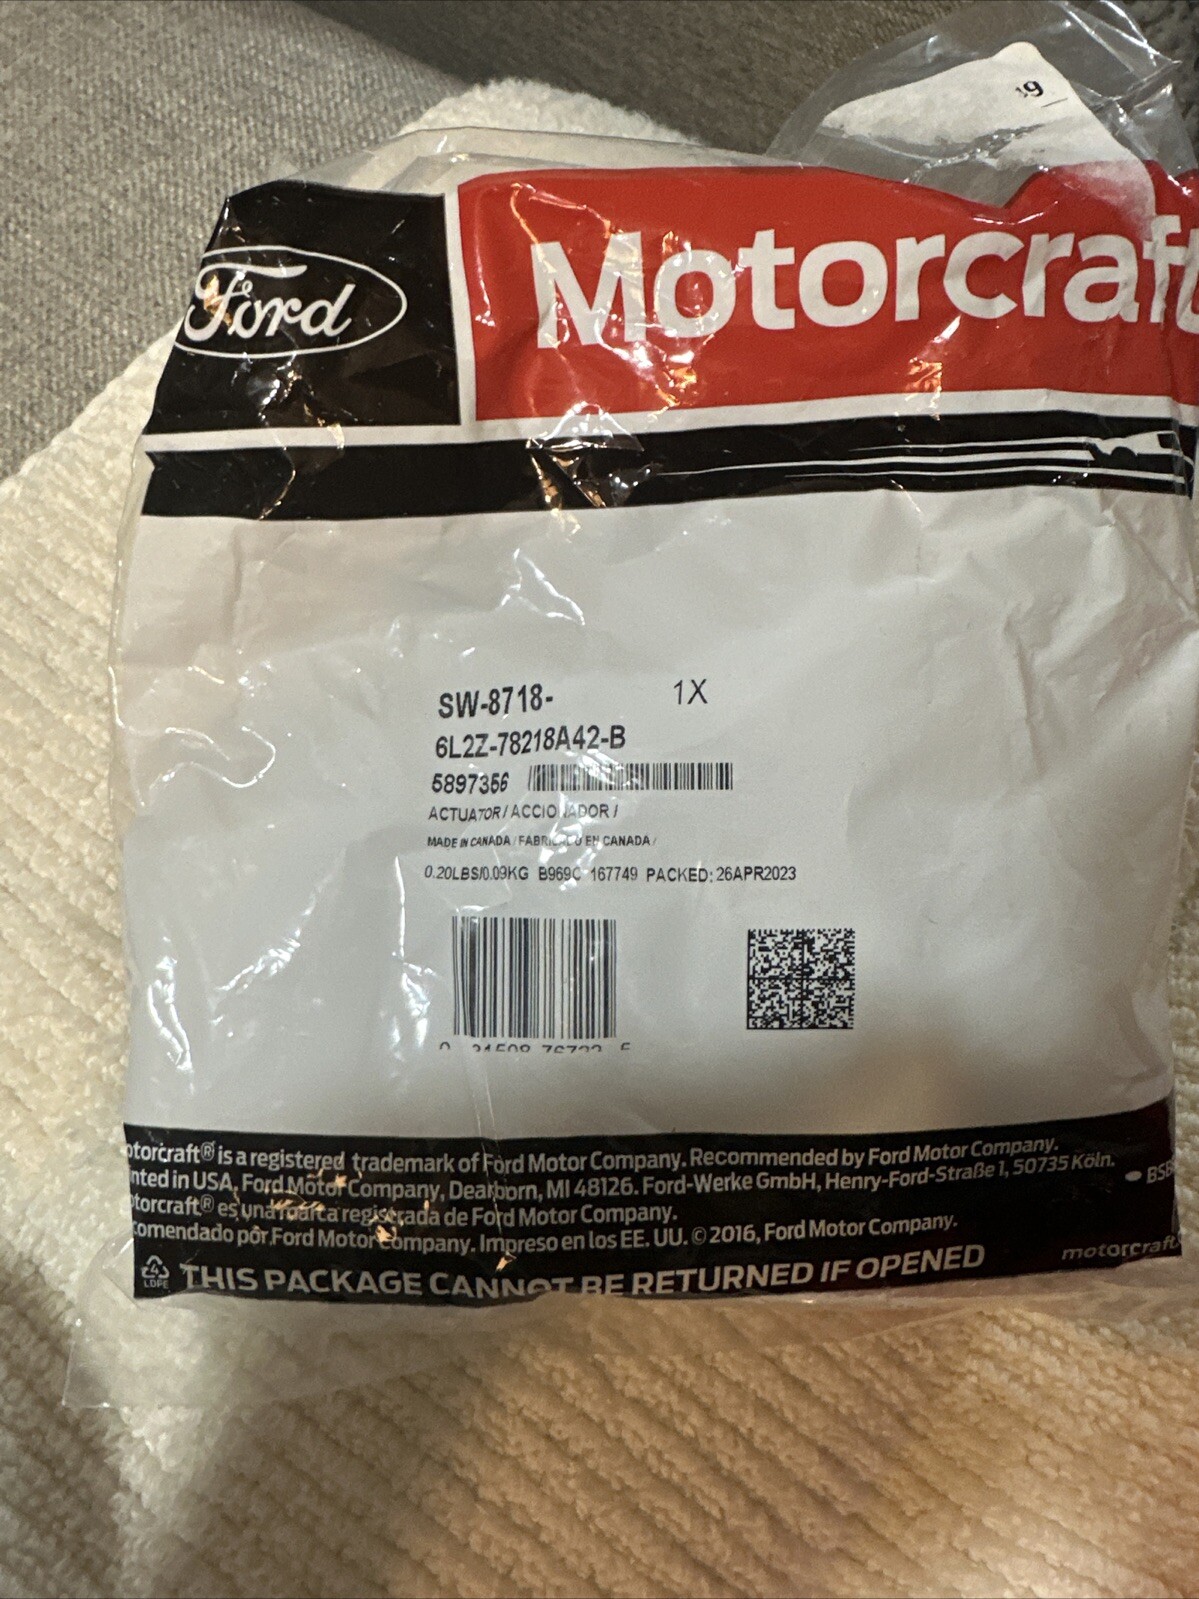 Ford
Motorcraft
SW-8718- 1X
6L2Z-78218A42-B
5897356
ACTUATOR/ACCIONADOR/
MADE IN CANADA/FABRICADO EN CANADA/
0.20LBS/0.09KG B969C 167749 PACKED: 26APR2023
otorcraft® is a registered trademark of Ford Motor Company. Recommended by Ford Motor Company.
nted in USA. Ford Motor Company, Dearborn, MI 48126. Ford-Werke GmbH, Henry-Ford-Straße 1, 50735 Köln.
otorcraft® es una marca registrada de Ford Motor Company.
comendado por Ford Motor Company. Impreso en los EE. UU. © 2016, Ford Motor Company.
4
LDPE
THIS PACKAGE CANNOT BE RETURNED IF OPENED
motorcraft